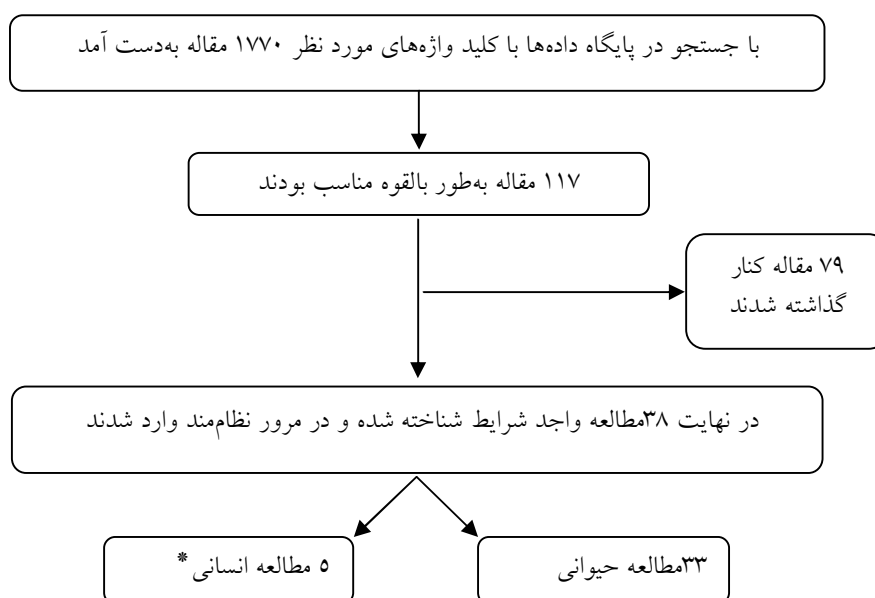 با جستجو در پایگاه داده‌ها با کلید واژه‌های مورد نظر ۱۷۷۰ مقاله به‌دست آمد
۱۱۷ مقاله به‌طور بالقوه مناسب بودند
۷۹ مقاله کنار
گذاشته شدند
در نهایت ۳۸مطالعه واجد شرایط شناخته شده و در مرور نظام‌مند وارد شدند
۳۳مطالعه حیوانی
۵ مطالعه انسانی*